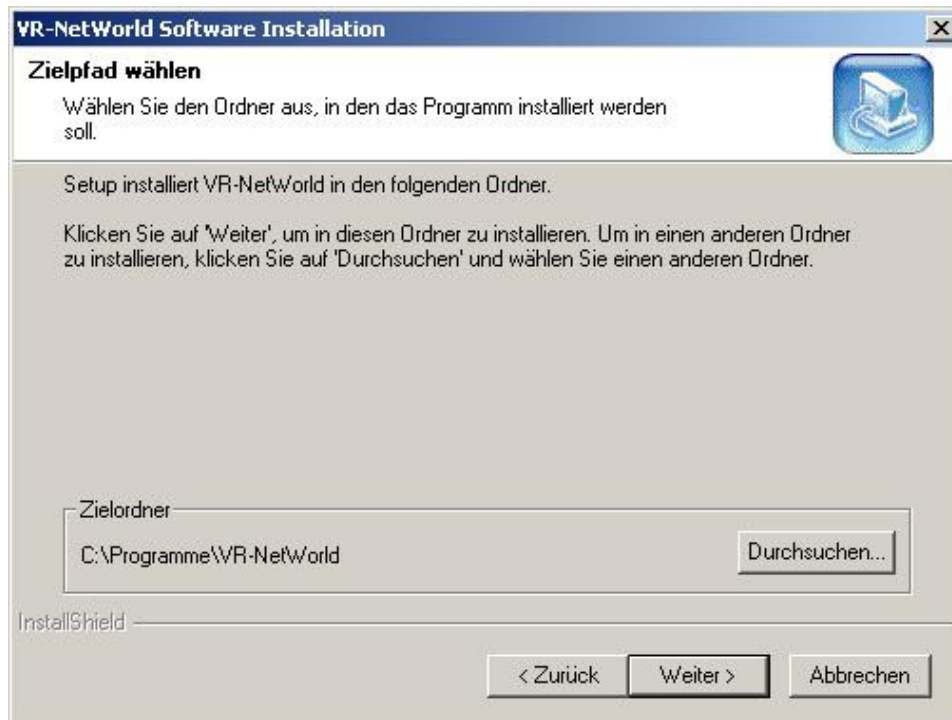 VR-NetWorld Software Installation
Zielpfad wählen
Wählen Sie den Ordner aus, in den das Programm installiert werden
soll.
Setup installiert VR-NetWorld in den folgenden Ordner.
Klicken Sie auf 'Weiter', um in diesen Ordner zu installieren. Um in einen anderen Ordner
zu installieren, klicken Sie auf 'Durchsuchen' und wählen Sie einen anderen Ordner.
Zielordner
C:\Programme\VR-NetWorld
Durchsuchen...
InstallShield
< Zurück
Weiter >
Abbrechen